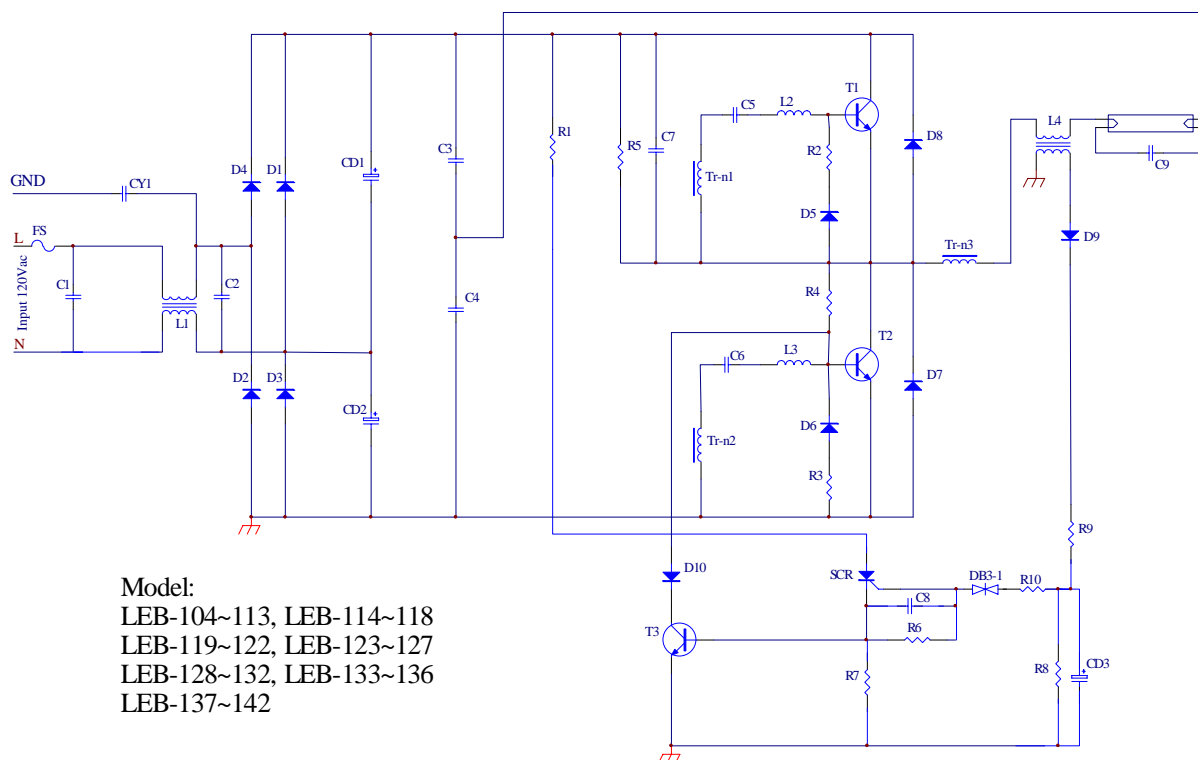 T1
C5
L2
D8
L4
C7
R1
R5
R2
C3
CD1
D4
D1
C9
Tr-n1
GND
CY1
D5
D9
L
FS
Tr-n3
C1
C2
R4
C4
Input 120Vac
L1
N
T2
C6
L3
D2
D3
D7
CD2
D6
Tr-n2
R3
R9
D10
SCR
DB3-1
R10
Model:
C8
LEB-104~113, LEB-114~118
T3
R6
LEB-119~122, LEB-123~127
CD3
R7
R8
LEB-128~132, LEB-133~136
LEB-137~142